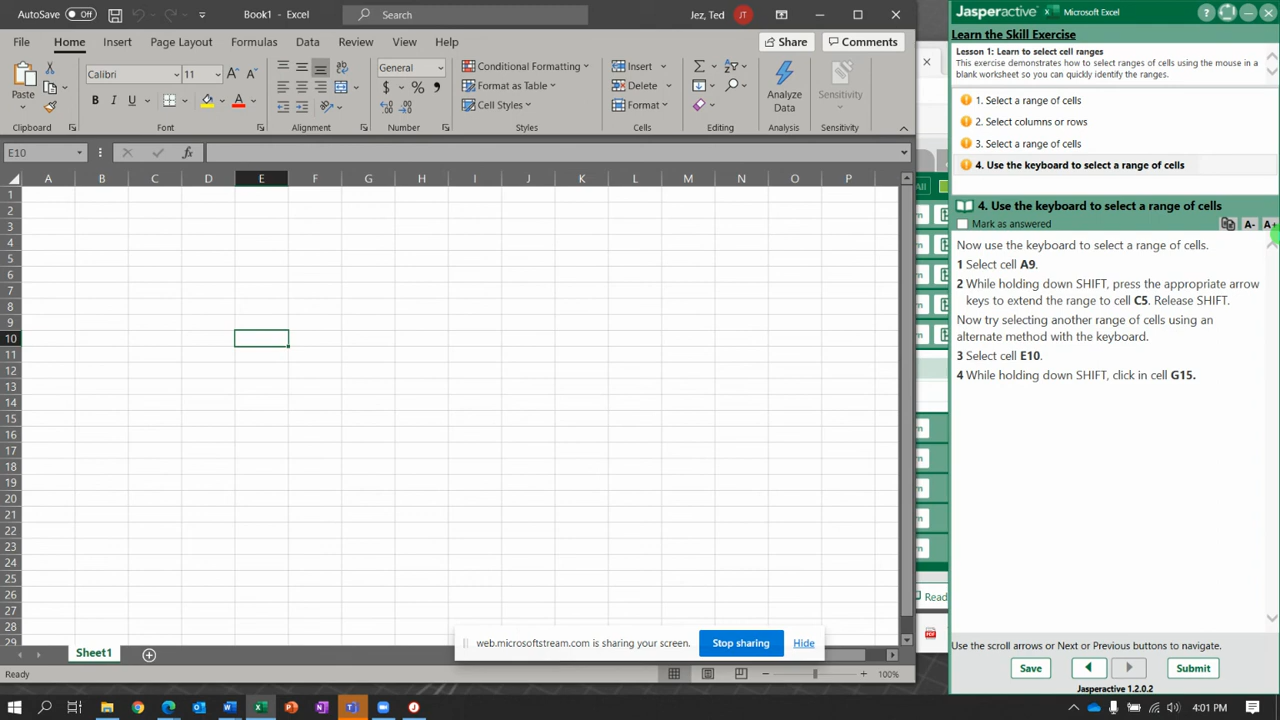 AutoSave Off Book1 - Excel Search Jez, Ted JT
File Home Insert Page Layout Formulas Data Review View Help Share Comments
Paste Calibri 11 General Conditional Formatting Insert
B I U A $ % Format as Table Delete Analyze Data Sensitivity
Cell Styles Format
Clipboard Font Alignment Number Styles Cells Editing Analysis Sensitivity
E10 fx
A B C D E F G H I J K L M N O P
1
2
3
4
5
6
7
8
9
10
11
12
13
14
15
16
17
18
19
20
21
22
23
24
25
26
27
28
29
web.microsoftstream.com is sharing your screen. Stop sharing Hide
Sheet1
Ready 100%
Jasperactive Microsoft Excel
Learn the Skill Exercise
Lesson 1: Learn to select cell ranges
This exercise demonstrates how to select ranges of cells using the mouse in a
blank worksheet so you can quickly identify the ranges.
1. Select a range of cells
2. Select columns or rows
3. Select a range of cells
4. Use the keyboard to select a range of cells
4. Use the keyboard to select a range of cells
Mark as answered A- A+
Now use the keyboard to select a range of cells.
1 Select cell A9.
2 While holding down SHIFT, press the appropriate arrow
keys to extend the range to cell C5. Release SHIFT.
Now try selecting another range of cells using an
alternate method with the keyboard.
3 Select cell E10.
4 While holding down SHIFT, click in cell G15.
Use the scroll arrows or Next or Previous buttons to navigate.
Save Submit
Jasperactive 1.2.0.2
Read
4:01 PM